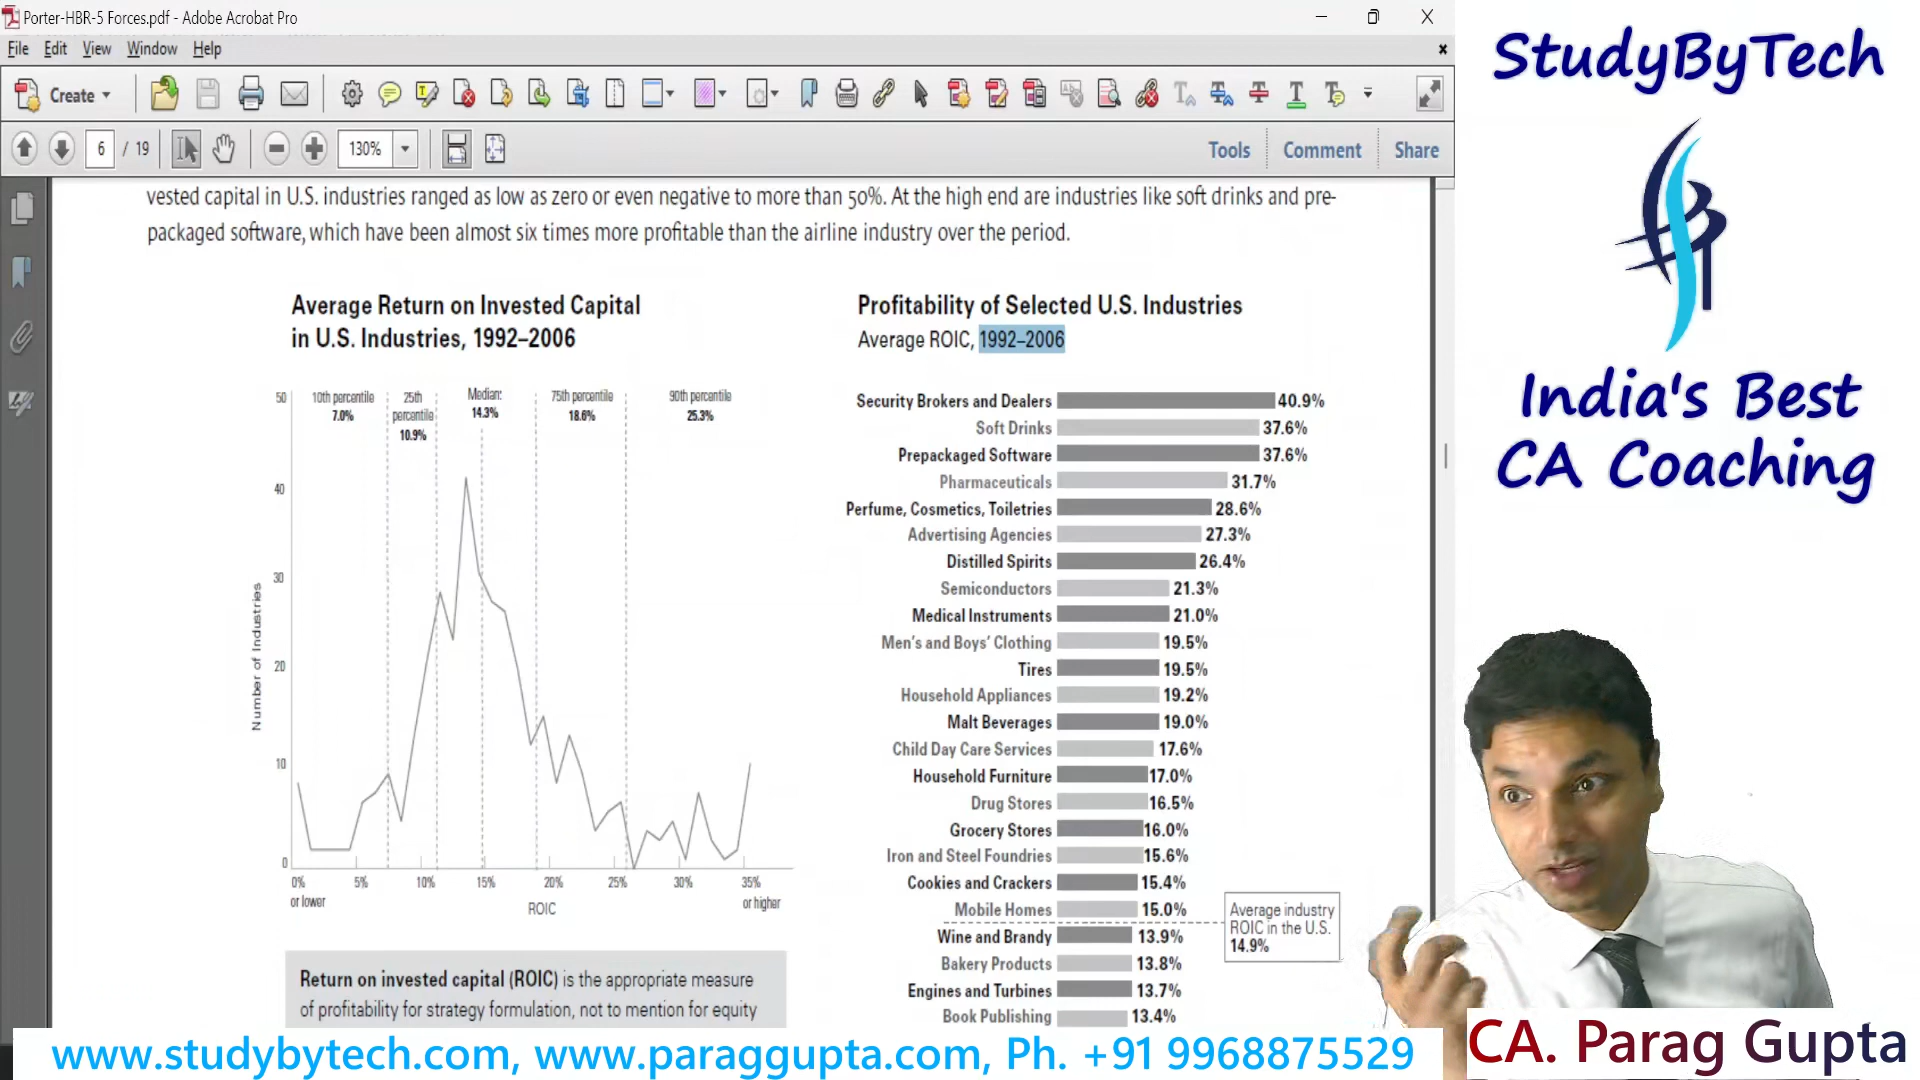 Porter-HBR-5 Forces.pdf - Adobe Acrobat Pro
File Edit View Window Help
Create
6 / 19
130%
Tools Comment Share
vested capital in U.S. industries ranged as low as zero or even negative to more than 50%. At the high end are industries like soft drinks and pre-
packaged software, which have been almost six times more profitable than the airline industry over the period.
Average Return on Invested Capital
in U.S. Industries, 1992–2006
50
40
30
20
10
0
Number of Industries
10th percentile
7.0%
25th
percentile
10.9%
Median:
14.3%
75th percentile
18.6%
90th percentile
25.3%
0% 5% 10% 15% 20% 25% 30% 35%
or lower
or higher
ROIC
Return on invested capital (ROIC) is the appropriate measure
of profitability for strategy formulation, not to mention for equity
Profitability of Selected U.S. Industries
Average ROIC, 1992–2006
Security Brokers and Dealers 40.9%
Soft Drinks 37.6%
Prepackaged Software 37.6%
Pharmaceuticals 31.7%
Perfume, Cosmetics, Toiletries 28.6%
Advertising Agencies 27.3%
Distilled Spirits 26.4%
Semiconductors 21.3%
Medical Instruments 21.0%
Men's and Boys' Clothing 19.5%
Tires 19.5%
Household Appliances 19.2%
Malt Beverages 19.0%
Child Day Care Services 17.6%
Household Furniture 17.0%
Drug Stores 16.5%
Grocery Stores 16.0%
Iron and Steel Foundries 15.6%
Cookies and Crackers 15.4%
Mobile Homes 15.0%
Wine and Brandy 13.9%
Bakery Products 13.8%
Engines and Turbines 13.7%
Book Publishing 13.4%
Average industry
ROIC in the U.S.
14.9%
StudyByTech
India's Best
CA Coaching
www.studybytech.com, www.paraggupta.com, Ph. +91 9968875529
CA. Parag Gupta